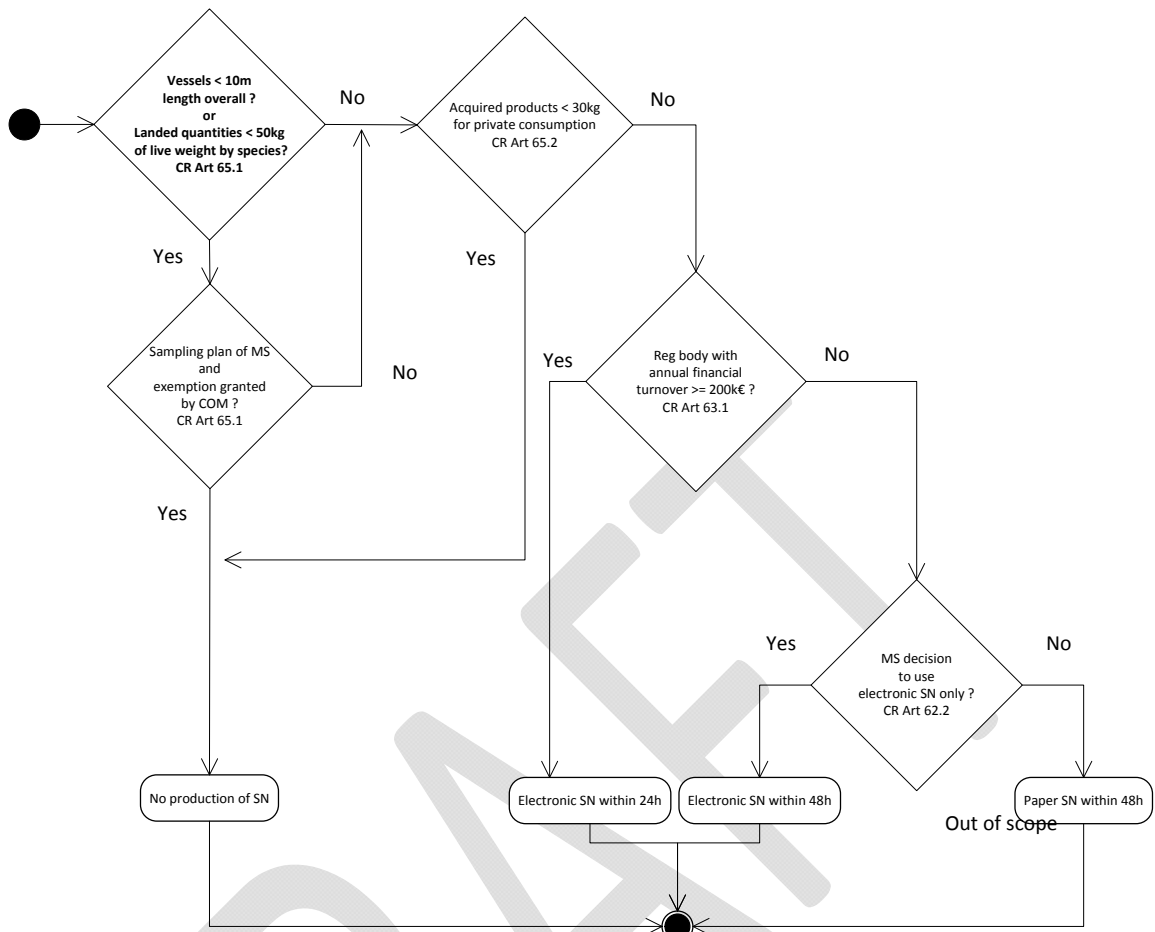 Vessels < 10m
length overall ?
or
Landed quantities < 50kg
of live weight by species?
CR Art 65.1
No
Acquired products < 30kg
for private consumption
CR Art 65.2
No
Yes
Yes
Sampling plan of MS
and
exemption granted
by COM ?
CR Art 65.1
No
Yes
Yes
Reg body with
annual financial
turnover >= 200k€ ?
CR Art 63.1
No
Yes
MS decision
to use
electronic SN only ?
CR Art 62.2
No
No production of SN
Electronic SN within 24h
Electronic SN within 48h
Paper SN within 48h
Out of scope
DRAFT